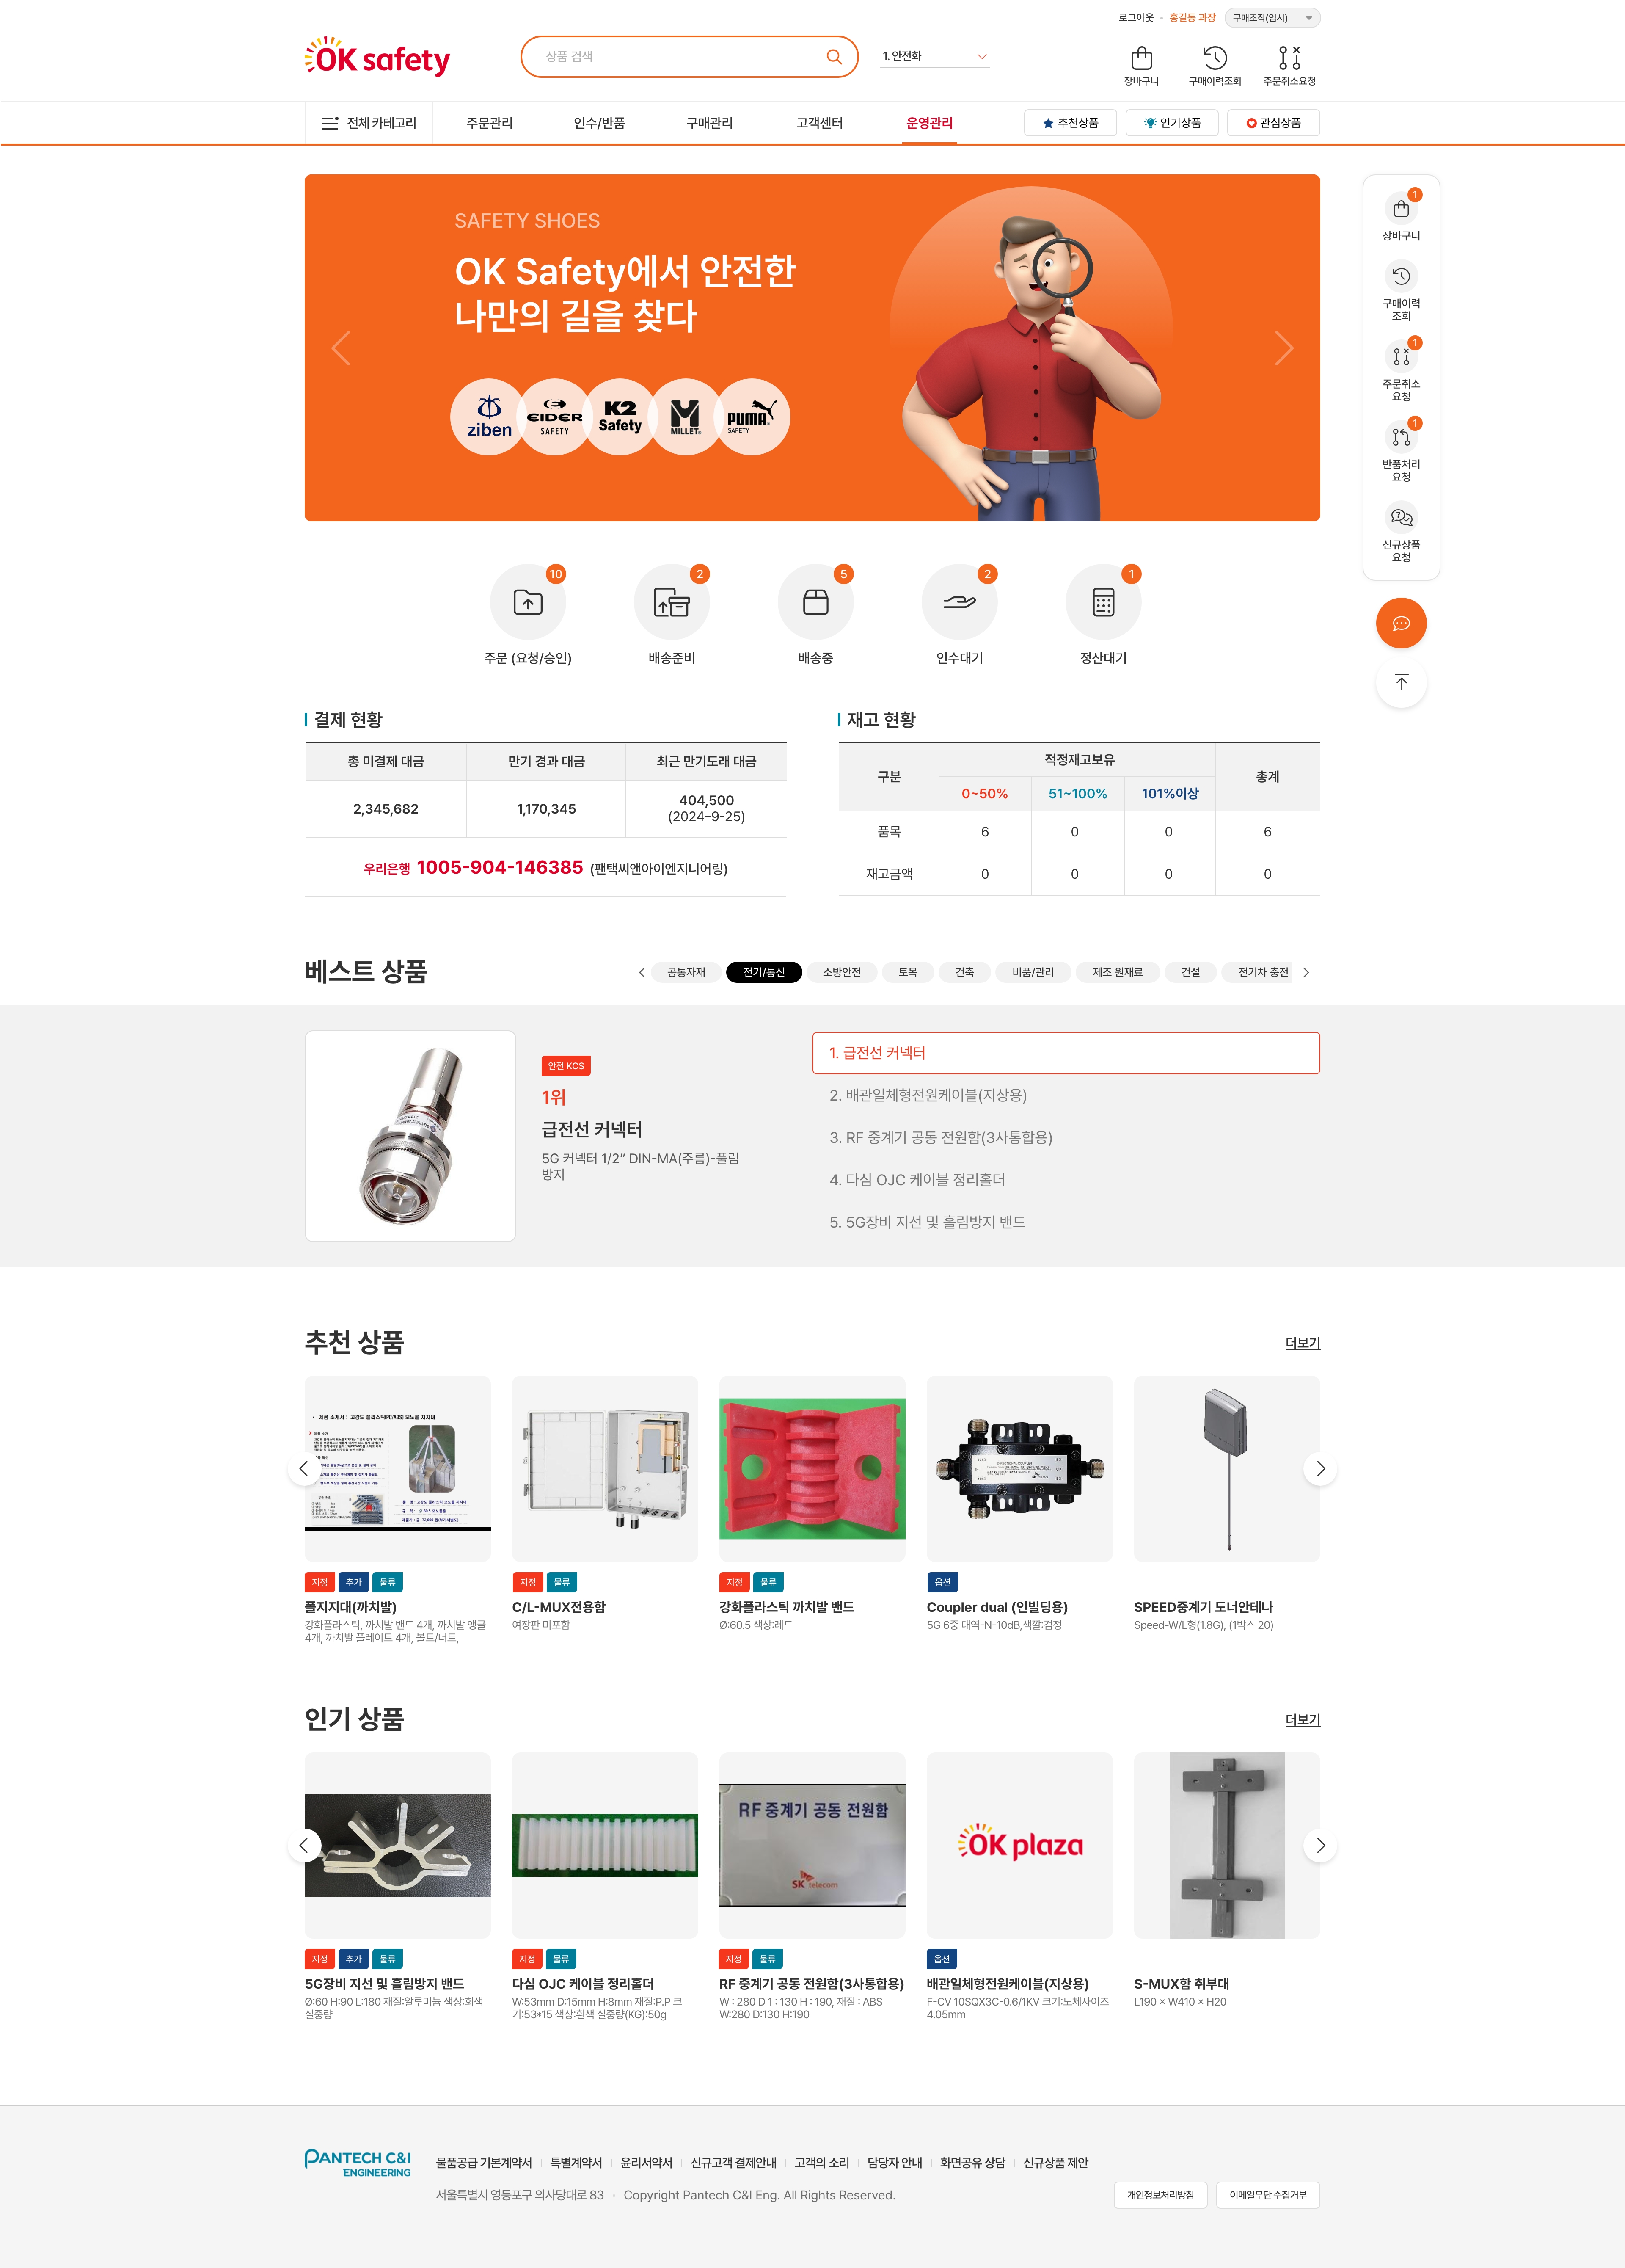 로그아웃 홍길동 과장 구매조직(임시)
OK safety
상품 검색
1. 안전화
장바구니 구매이력조회 주문취소요청
전체 카테고리 주문관리 인수/반품 구매관리 고객센터 운영관리 추천상품 인기상품 관심상품
SAFETY SHOES
OK Safety에서 안전한
나만의 길을 찾다
ziben
EIDER
SAFETY
K2
Safety
MILLET
PUMA
SAFETY
1
장바구니
구매이력
조회
1
주문취소
요청
1
반품처리
요청
신규상품
요청
10 2 5 2 1
주문 (요청/승인) 배송준비 배송중 인수대기 정산대기
결제 현황
총 미결제 대금 만기 경과 대금 최근 만기도래 대금
2,345,682 1,170,345 404,500
(2024–9-25)
우리은행 1005-904-146385 (팬택씨앤아이엔지니어링)
재고 현황
구분 적정재고보유 총계
0~50% 51~100% 101%이상
품목 6 0 0 6
재고금액 0 0 0 0
베스트 상품
공통자재 전기/통신 소방안전 토목 건축 비품/관리 제조 원재료 건설 전기차 충전
안전 KCS
1위
급전선 커넥터
5G 커넥터 1/2” DIN-MA(주름)-풀림
방지
1. 급전선 커넥터
2. 배관일체형전원케이블(지상용)
3. RF 중계기 공동 전원함(3사통합용)
4. 다심 OJC 케이블 정리홀더
5. 5G장비 지선 및 흘림방지 밴드
추천 상품
더보기
지정 추가 물류
폴지지대(까치발)
강화플라스틱, 까치발 밴드 4개, 까치발 앵글
4개, 까치발 플레이트 4개, 볼트/너트,
지정 물류
C/L-MUX전용함
여장판 미포함
지정 물류
강화플라스틱 까치발 밴드
Ø:60.5 색상:레드
옵션
Coupler dual (인빌딩용)
5G 6중 대역-N-10dB,색깔:검정
SPEED중계기 도너안테나
Speed-W/L형(1.8G), (1박스 20)
인기 상품
더보기
RF 중계기 공동 전원함
SK telecom
OK plaza
지정 추가 물류
5G장비 지선 및 흘림방지 밴드
Ø:60 H:90 L:180 재질:알루미늄 색상:회색
실중량
지정 물류
다심 OJC 케이블 정리홀더
W:53mm D:15mm H:8mm 재질:P.P 크
기:53*15 색상:흰색 실중량(KG):50g
지정 물류
RF 중계기 공동 전원함(3사통합용)
W : 280 D 1 : 130 H : 190, 재질 : ABS
W:280 D:130 H:190
옵션
배관일체형전원케이블(지상용)
F-CV 10SQX3C-0.6/1KV 크기:도체사이즈
4.05mm
S-MUX함 취부대
L190 × W410 × H20
PANTECH C&I
ENGINEERING
물품공급 기본계약서 특별계약서 윤리서약서 신규고객 결제안내 고객의 소리 담당자 안내 화면공유 상담 신규상품 제안
서울특별시 영등포구 의사당대로 83 Copyright Pantech C&I Eng. All Rights Reserved.
개인정보처리방침 이메일무단 수집거부